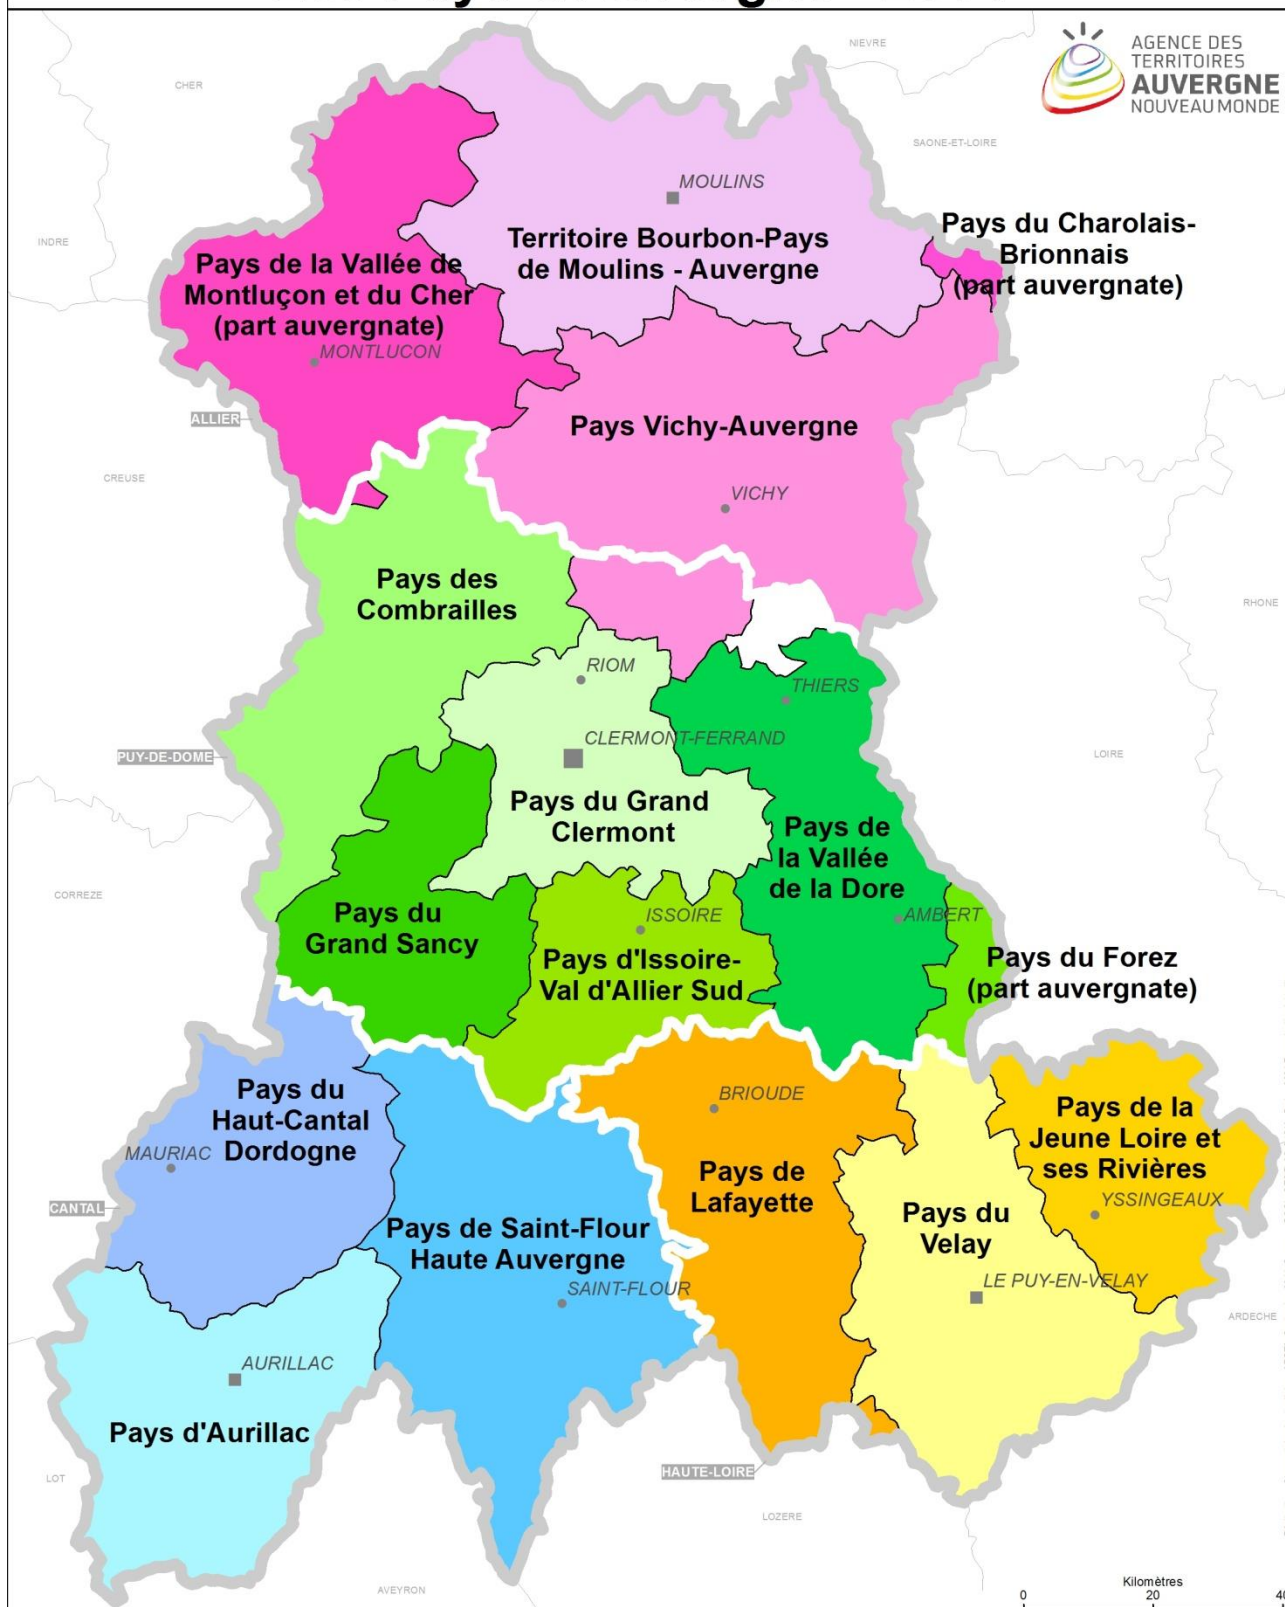 NIEVRE
CHER
AGENCE DES
TERRITOIRES
AUVERGNE
NOUVEAU MONDE
SAONE-ET-LOIRE
MOULINS
Pays du Charolais-
Brionnais
(part auvergnate)
INDRE
Territoire Bourbon-Pays
de Moulins - Auvergne
Pays de la Vallée de
Montluçon et du Cher
(part auvergnate)
MONTLUCON
ALLIER
Pays Vichy-Auvergne
CREUSE
VICHY
Pays des
Combrailles
RHONE
RIOM
THIERS
CLERMONT-FERRAND
PUY-DE-DOME
LOIRE
Pays du Grand
Clermont
Pays de
la Vallée
de la Dore
CORREZE
Pays du
Grand Sancy
ISSOIRE
AMBERT
Pays d'Issoire-
Val d'Allier Sud
Pays du Forez
(part auvergnate)
Pays du
Haut-Cantal
Dordogne
BRIOUDE
Pays de la
Jeune Loire et
ses Rivières
MAURIAC
Pays de
Lafayette
YSSINGEAUX
CANTAL
Pays de Saint-Flour
Haute Auvergne
Pays du
Velay
SAINT-FLOUR
LE PUY-EN-VELAY
ARDECHE
AURILLAC
Pays d'Aurillac
LOT
HAUTE-LOIRE
LOZERE
AVEYRON
Kilomètres
0 20 40